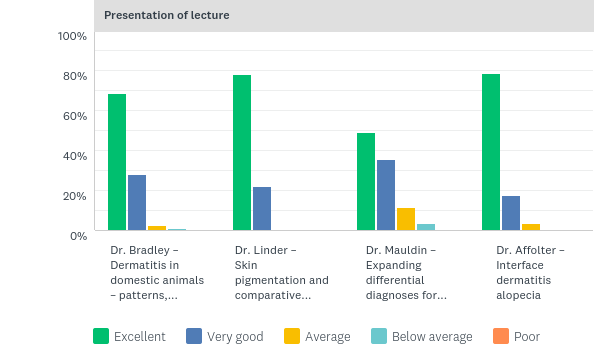 Presentation of lecture
100%
80%
60%
40%
20%
0%
Dr. Bradley –
Dermatitis in
domestic animals
– patterns,...
Dr. Linder –
Skin
pigmentation and
comparative...
Dr. Mauldin –
Expanding
differential
diagnoses for...
Dr. Affolter –
Interface
dermatitis
alopecia
Excellent
Very good
Average
Below average
Poor